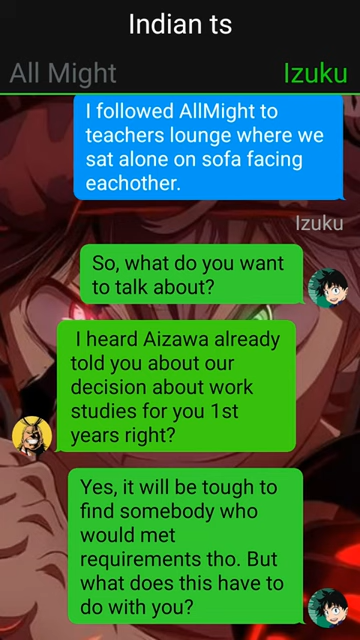 Indian ts
All Might Izuku
I followed AllMight to
teachers lounge where we
sat alone on sofa facing
eachother.
Izuku
So, what do you want
to talk about?
I heard Aizawa already
told you about our
decision about work
studies for you 1st
years right?
Yes, it will be tough to
find somebody who
would met
requirements tho. But
what does this have to
do with you?